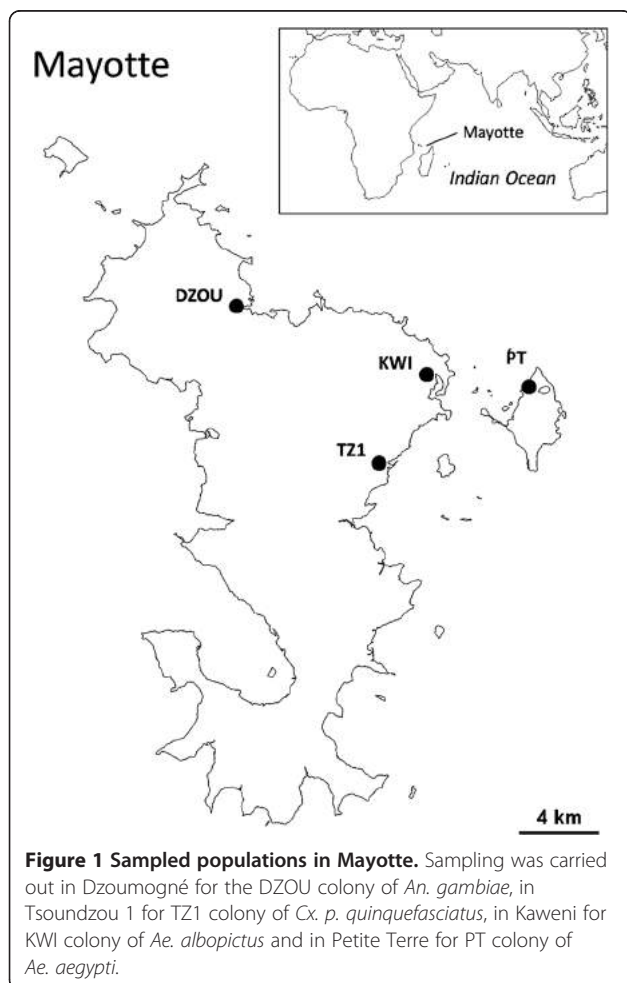 Mayotte
Mayotte
Indian Ocean
DZOU
KWI
PT
TZ1
4 km
Figure 1 Sampled populations in Mayotte. Sampling was carried
out in Dzoumogné for the DZOU colony of An. gambiae, in
Tsoundzou 1 for TZ1 colony of Cx. p. quinquefasciatus, in Kaweni for
KWI colony of Ae. albopictus and in Petite Terre for PT colony of
Ae. aegypti.